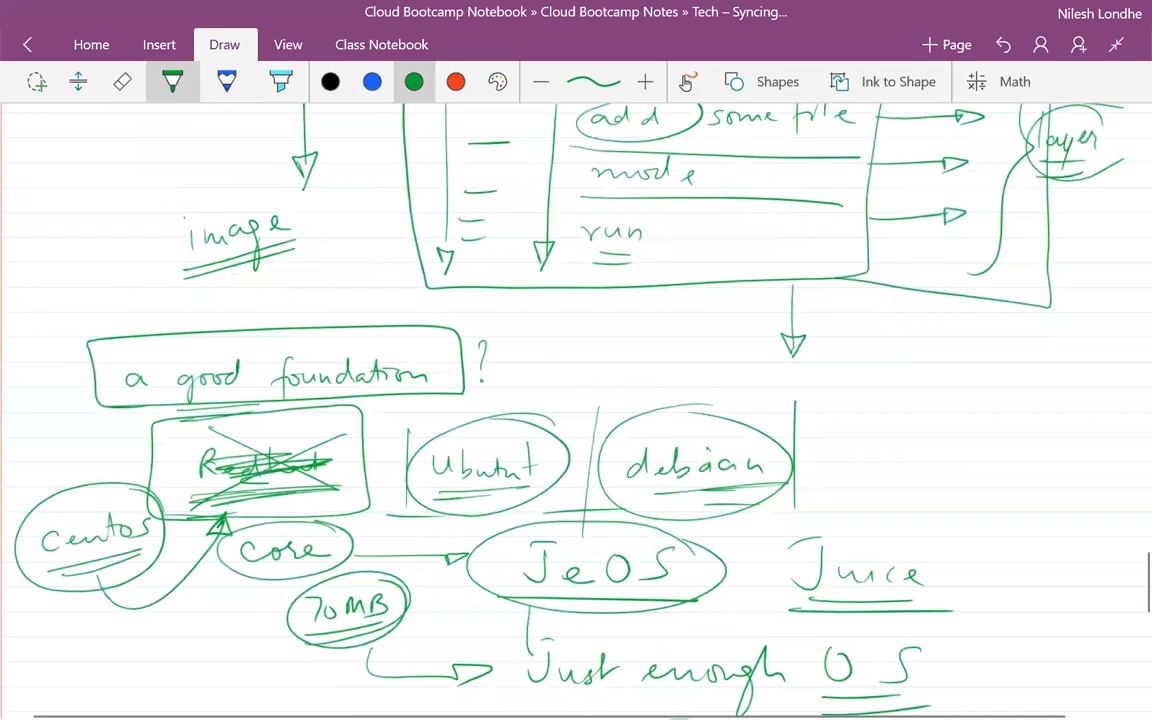 Cloud Bootcamp Notebook » Cloud Bootcamp Notes » Tech – Syncing...
Nilesh Londhe
Home Insert Draw View Class Notebook Page
Shapes Ink to Shape Math
add some file
layer
mode
image
run
a good foundation ?
Ubutut debian
Centos
Core JeOS Juice
70MB
Just enough OS